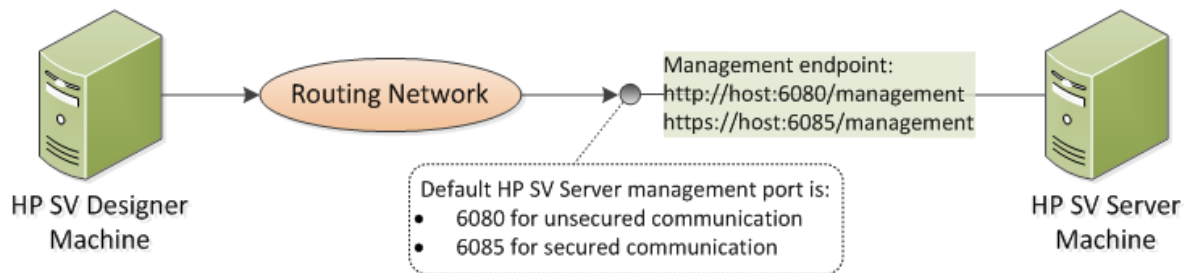 Routing Network
Management endpoint:
http://host:6080/management
https://host:6085/management
HP SV Designer
Machine
Default HP SV Server management port is:
• 6080 for unsecured communication
• 6085 for secured communication
HP SV Server
Machine